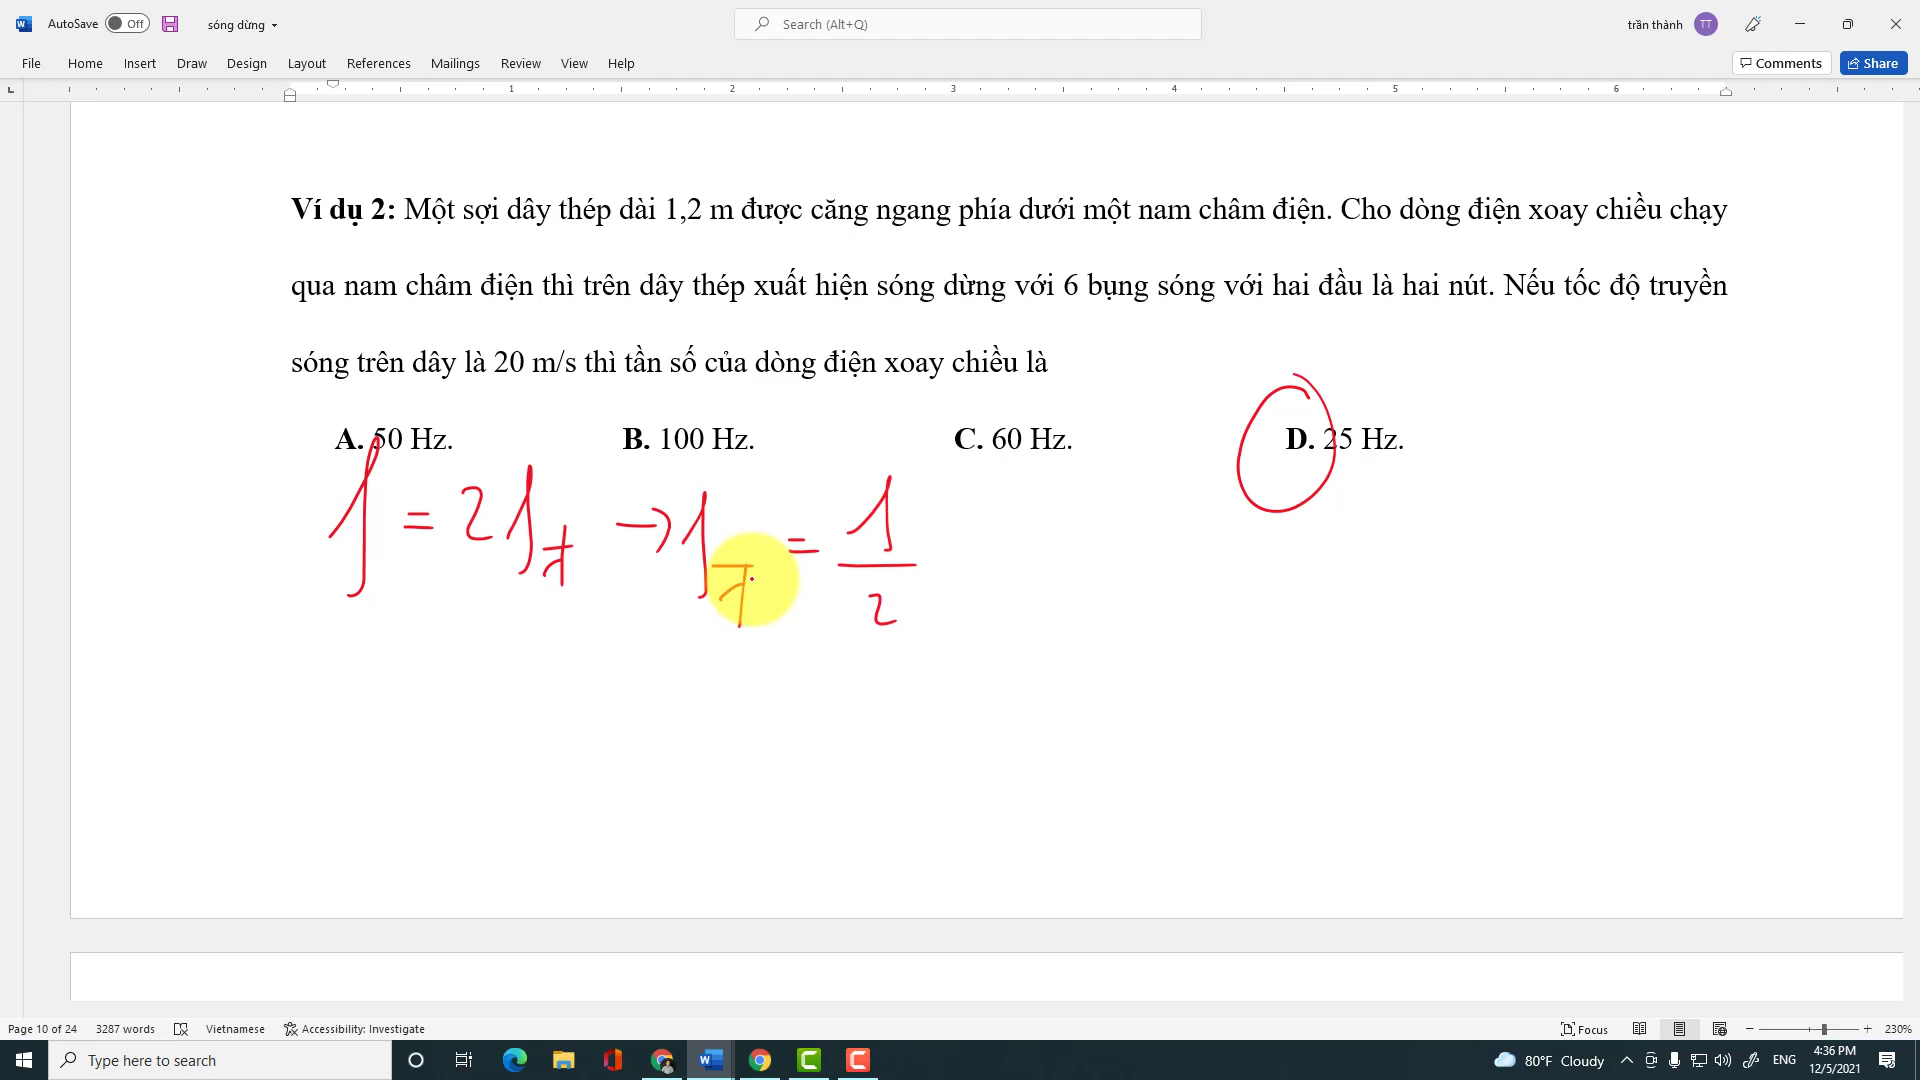 AutoSave Off sóng dừng Search (Alt+Q) trần thành TT
File Home Insert Draw Design Layout References Mailings Review View Help Comments Share
1 2 3 4 5 6
Ví dụ 2: Một sợi dây thép dài 1,2 m được căng ngang phía dưới một nam châm điện. Cho dòng điện xoay chiều chạy
qua nam châm điện thì trên dây thép xuất hiện sóng dừng với 6 bụng sóng với hai đầu là hai nút. Nếu tốc độ truyền
sóng trên dây là 20 m/s thì tần số của dòng điện xoay chiều là
A. 50 Hz. B. 100 Hz. C. 60 Hz. D. 25 Hz.
Page 10 of 24 3287 words Vietnamese Accessibility: Investigate Focus 230%
Type here to search 80°F Cloudy ENG 4:36 PM
12/5/2021